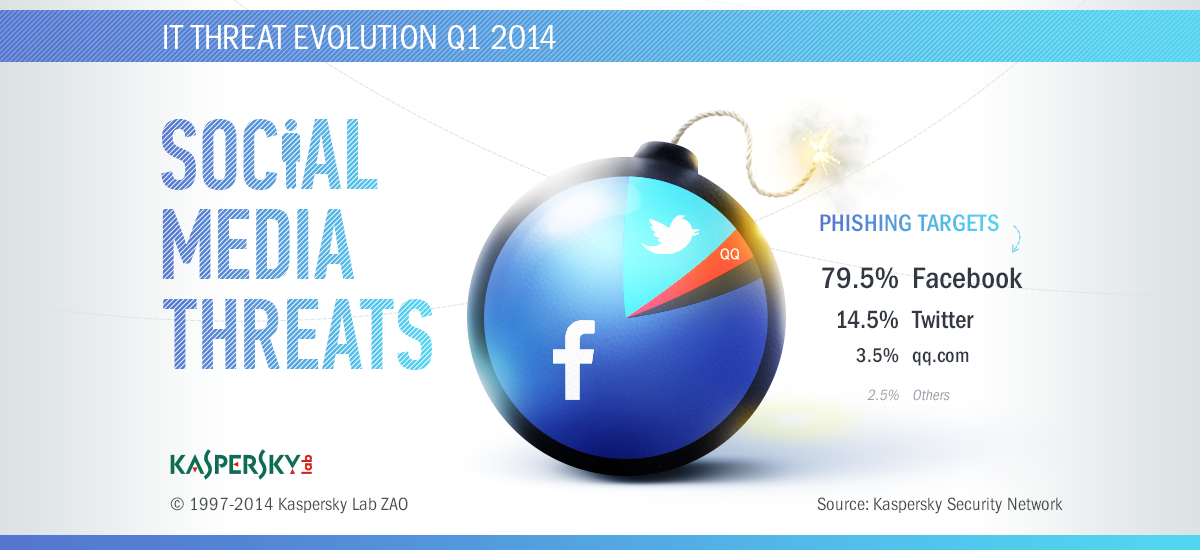 IT THREAT EVOLUTION Q1 2014
SOCiAL
MEDIA
THREATS
QQ
f
PHISHING TARGETS
79.5% Facebook
14.5% Twitter
3.5% qq.com
2.5% Others
KASPERSKY lab
© 1997-2014 Kaspersky Lab ZAO
Source: Kaspersky Security Network